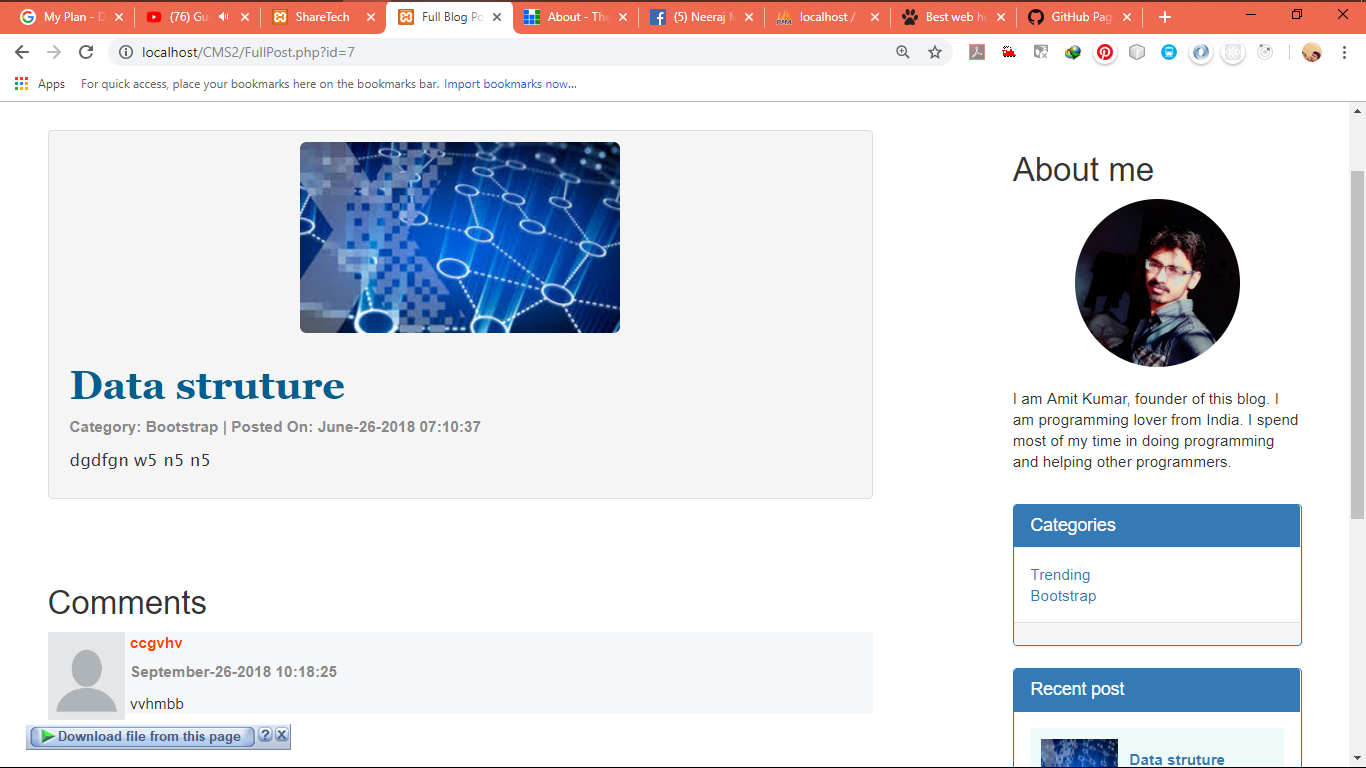 My Plan - D
(76) Gu
ShareTech
Full Blog Po
About - The
(5) Neeraj M
localhost /
Best web ho
GitHub Pag
localhost/CMS2/FullPost.php?id=7
Apps
For quick access, place your bookmarks here on the bookmarks bar. Import bookmarks now...
Data struture
Category: Bootstrap | Posted On: June-26-2018 07:10:37
dgdfgn w5 n5 n5
Comments
ccgvhv
September-26-2018 10:18:25
vvhmbb
Download file from this page ?
About me
I am Amit Kumar, founder of this blog. I
am programming lover from India. I spend
most of my time in doing programming
and helping other programmers.
Categories
Trending
Bootstrap
Recent post
Data struture